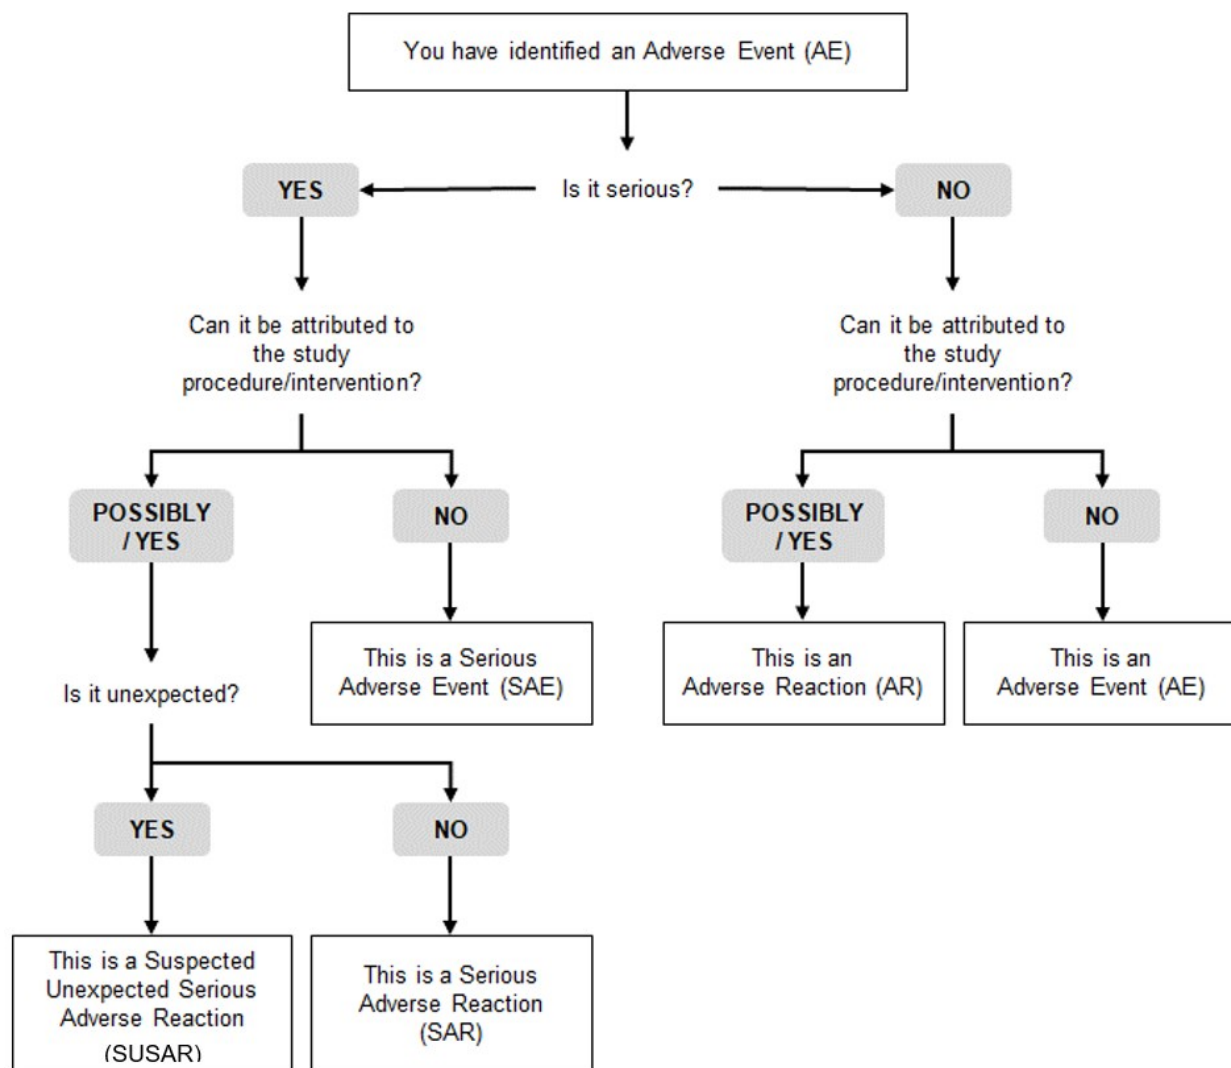 You have identified an Adverse Event (AE)
YES
Is it serious?
NO
Can it be attributed to
the study
procedure/intervention?
Can it be attributed to
the study
procedure/intervention?
POSSIBLY
/ YES
NO
POSSIBLY
/ YES
NO
This is a Serious
Adverse Event (SAE)
This is an
Adverse Reaction (AR)
This is an
Adverse Event (AE)
Is it unexpected?
YES
NO
This is a Suspected
Unexpected Serious
Adverse Reaction
(SUSAR)
This is a Serious
Adverse Reaction
(SAR)